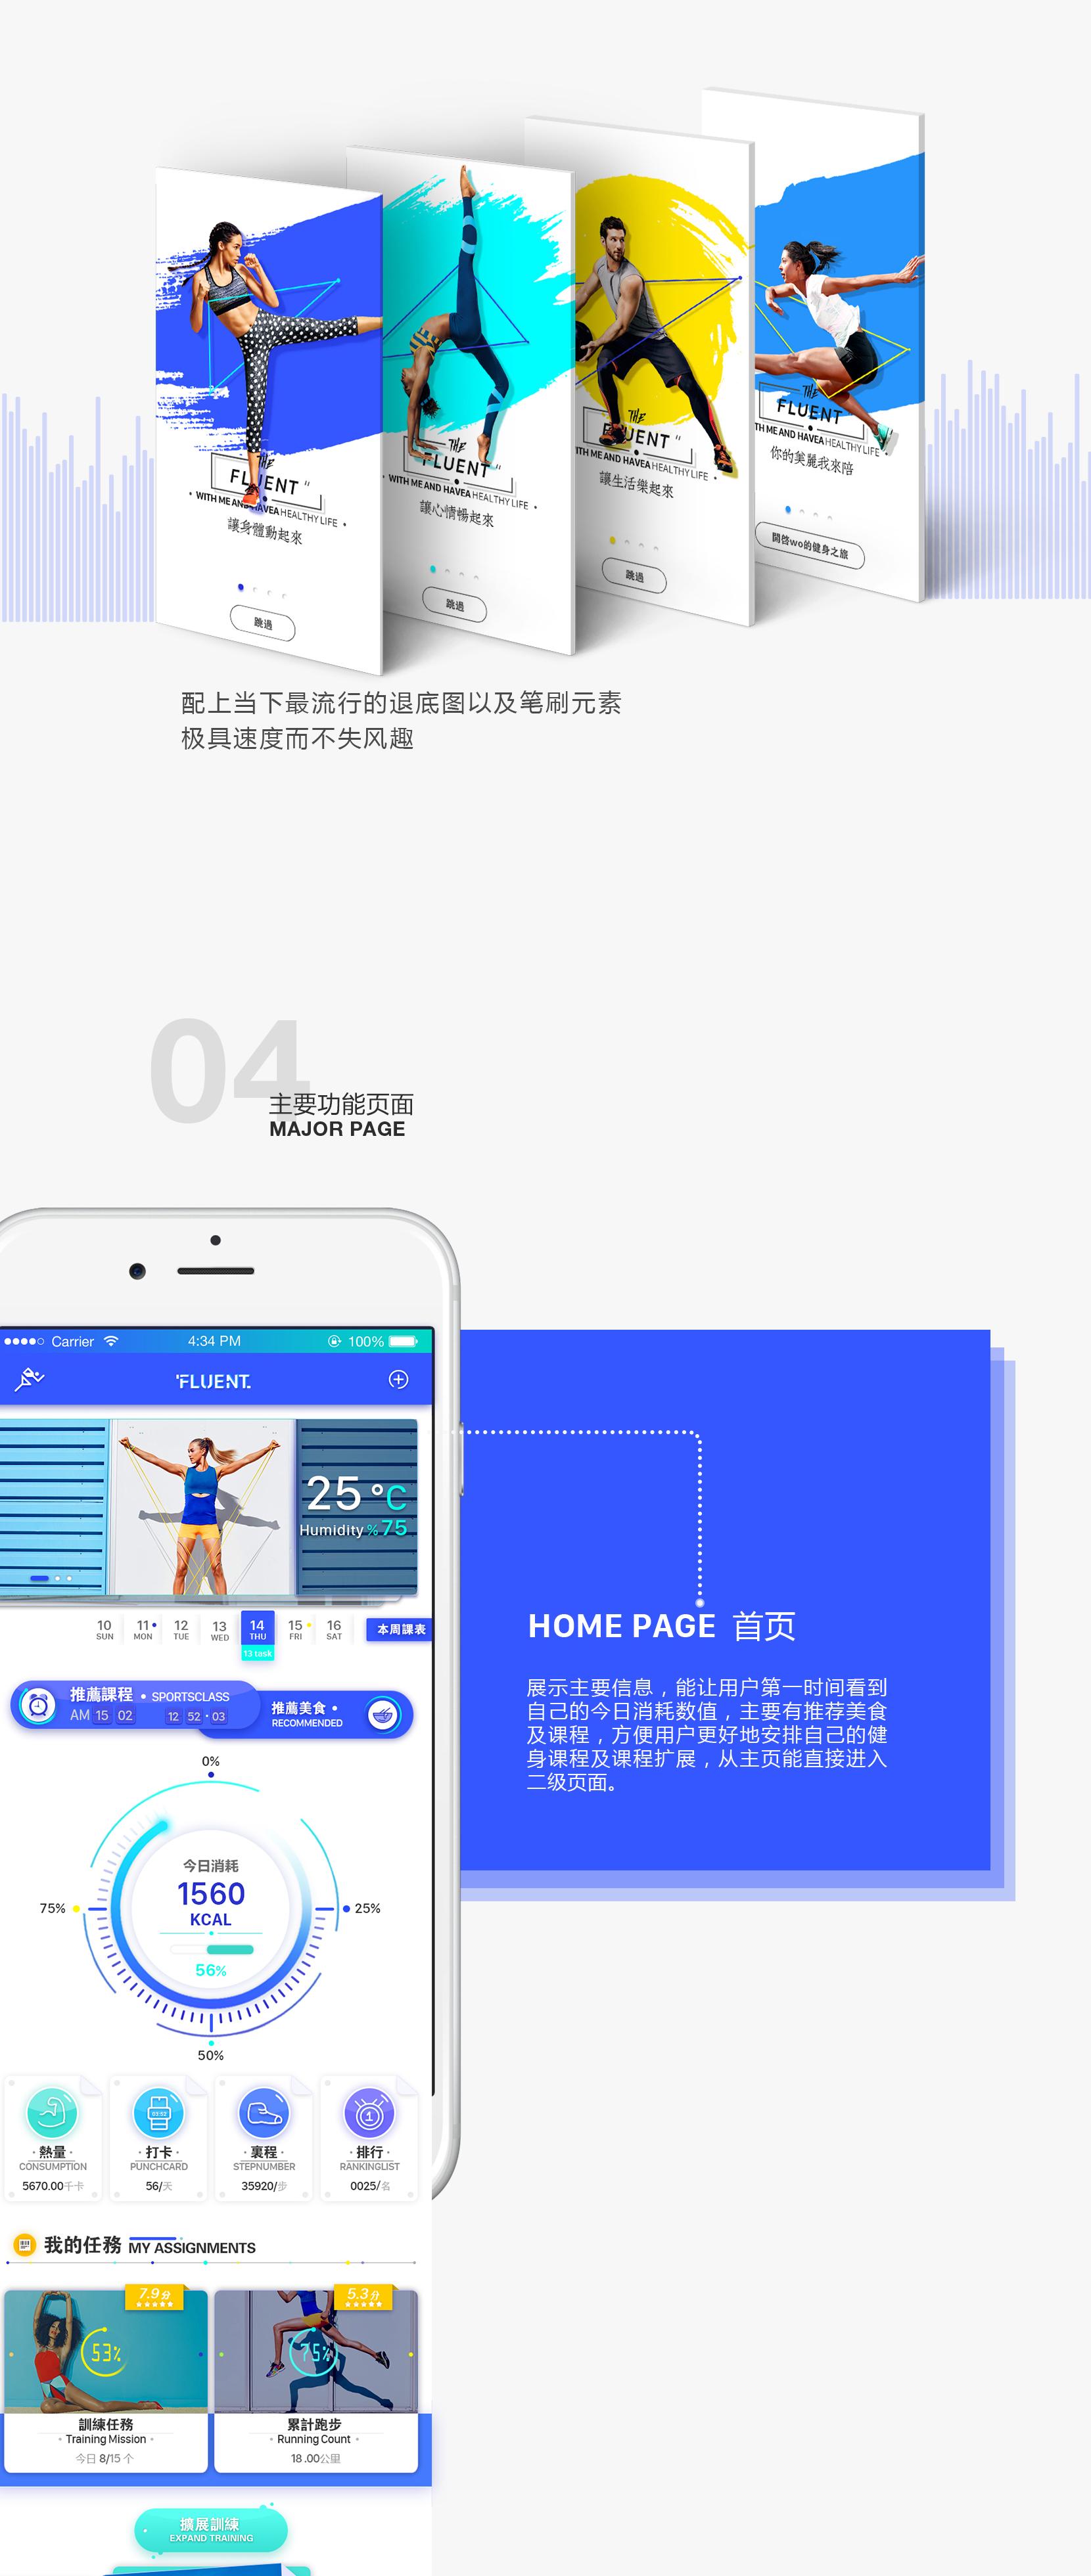 THE
FLUENT "
• WITH ME AND HAVEA HEALTHY LIFE •
讓身體動起來
跳過
THE
FLUENT "
• WITH ME AND HAVEA HEALTHY LIFE •
讓心情暢起來
跳過
THE
FLUENT "
ITH ME AND HAVEA HEALTHY LIFE •
讓生活樂起來
跳過
THE
FLUENT
TH ME AND HAVEA HEALTHY LIFE
你的美麗我來陪
開啓wo的健身之旅
配上当下最流行的退底图以及笔刷元素
极具速度而不失风趣
04
主要功能页面
MAJOR PAGE
Carrier 4:34 PM 100%
'FLUENT.
25 °C
Humidity %75
10 11 12 13 14 15 16
SUN MON TUE WED THU FRI SAT
本周課表
13 task
推薦課程 • SPORTSCLASS
AM 15 02 12 52 · 03
推薦美食 •
RECOMMENDED
0%
25%
50%
75%
今日消耗
1560
KCAL
56%
· 熱量 ·
CONSUMPTION
5670.00千卡
03:52
· 打卡 ·
PUNCHCARD
56/天
· 裏程 ·
STEPNUMBER
35920/步
1
· 排行 ·
RANKINGLIST
0025/名
我的任務 MY ASSIGNMENTS
7.9分
53%
訓練任務
• Training Mission •
今日 8/15 个
5.3分
75%
累計跑步
• Running Count •
18 .00公里
擴展訓練
EXPAND TRAINING
HOME PAGE 首页
展示主要信息，能让用户第一时间看到
自己的今日消耗数值，主要有推荐美食
及课程，方便用户更好地安排自己的健
身课程及课程扩展，从主页能直接进入
二级页面。